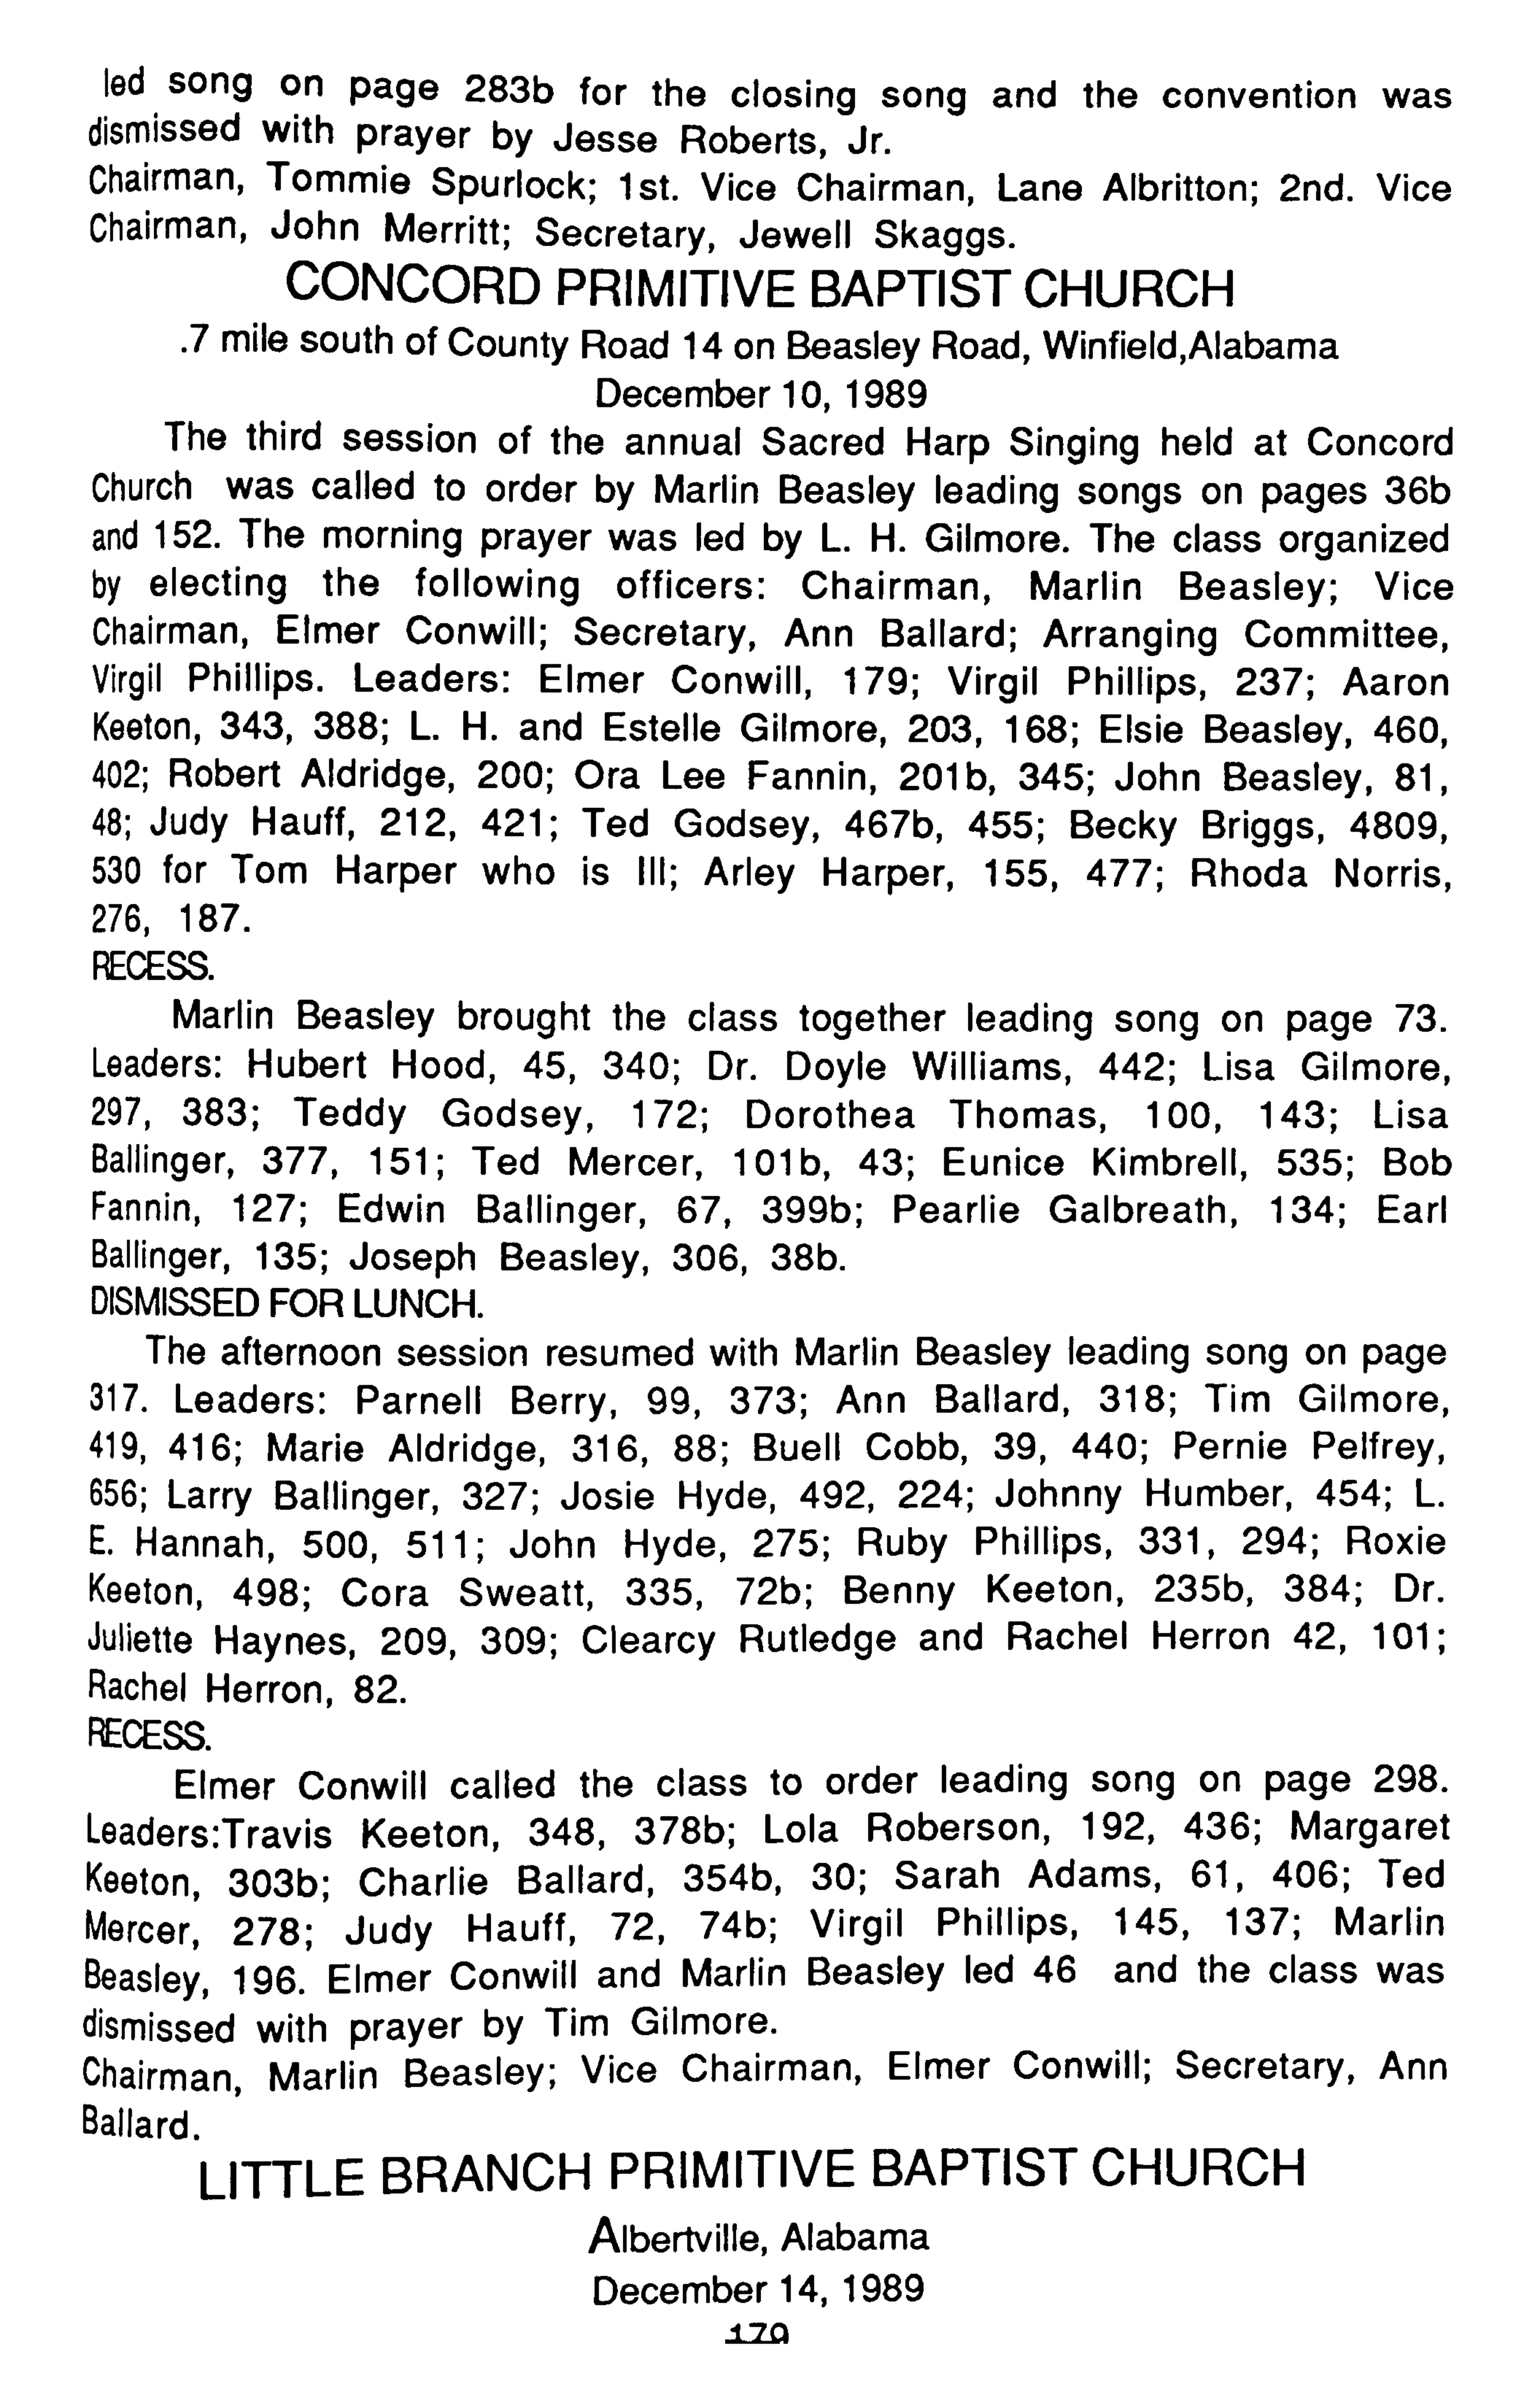 led song on page 283b for the closing song and the convention was
dismissed with prayer by Jesse Roberts, Jr.
Chairman, Tommie Spurlock; 1st. Vice Chairman, Lane Albritton; 2nd. Vice
Chairman, John Merritt; Secretary, Jewell Skaggs.
CONCORD PRIMITIVE BAPTIST CHURCH
.7 mile south of County Road 14 on Beasley Road, Winfield,Alabama
December 10, 1989
The third session of the annual Sacred Harp Singing held at Concord
Church was called to order by Marlin Beasley leading songs on pages 36b
and 152. The morning prayer was led by L. H. Gilmore. The class organized
by electing the following officers: Chairman, Marlin Beasley; Vice
Chairman, Elmer Conwill; Secretary, Ann Ballard; Arranging Committee,
Virgil Phillips. Leaders: Elmer Conwill, 179; Virgil Phillips, 237; Aaron
Keeton, 343, 388; L. H. and Estelle Gilmore, 203, 168; Elsie Beasley, 460,
402; Robert Aldridge, 200; Ora Lee Fannin, 201b, 345; John Beasley, 81,
48; Judy Hauff, 212, 421; Ted Godsey, 467b, 455; Becky Briggs, 4809,
530 for Tom Harper who is Ill; Arley Harper, 155, 477; Rhoda Norris,
276, 187.
RECESS.
Marlin Beasley brought the class together leading song on page 73.
Leaders: Hubert Hood, 45, 340; Dr. Doyle Williams, 442; Lisa Gilmore,
297, 383; Teddy Godsey, 172; Dorothea Thomas, 100, 143; Lisa
Ballinger, 377, 151; Ted Mercer, 101b, 43; Eunice Kimbrell, 535; Bob
Fannin, 127; Edwin Ballinger, 67, 399b; Pearlie Galbreath, 134; Earl
Ballinger, 135; Joseph Beasley, 306, 38b.
DISMISSED FOR LUNCH.
The afternoon session resumed with Marlin Beasley leading song on page
317. Leaders: Parnell Berry, 99, 373; Ann Ballard, 318; Tim Gilmore,
419, 416; Marie Aldridge, 316, 88; Buell Cobb, 39, 440; Pernie Pelfrey,
656; Larry Ballinger, 327; Josie Hyde, 492, 224; Johnny Humber, 454; L.
E. Hannah, 500, 511; John Hyde, 275; Ruby Phillips, 331, 294; Roxie
Keeton, 498; Cora Sweatt, 335, 72b; Benny Keeton, 235b, 384; Dr.
Juliette Haynes, 209, 309; Clearcy Rutledge and Rachel Herron 42, 101;
Rachel Herron, 82.
RECESS.
Elmer Conwill called the class to order leading song on page 298.
Leaders:Travis Keeton, 348, 378b; Lola Roberson, 192, 436; Margaret
Keeton, 303b; Charlie Ballard, 354b, 30; Sarah Adams, 61, 406; Ted
Mercer, 278; Judy Hauff, 72, 74b; Virgil Phillips, 145, 137; Marlin
Beasley, 196. Elmer Conwill and Marlin Beasley led 46 and the class was
dismissed with prayer by Tim Gilmore.
Chairman, Marlin Beasley; Vice Chairman, Elmer Conwill; Secretary, Ann
Ballard.
LITTLE BRANCH PRIMITIVE BAPTIST CHURCH
Albertville, Alabama
December 14, 1989
179